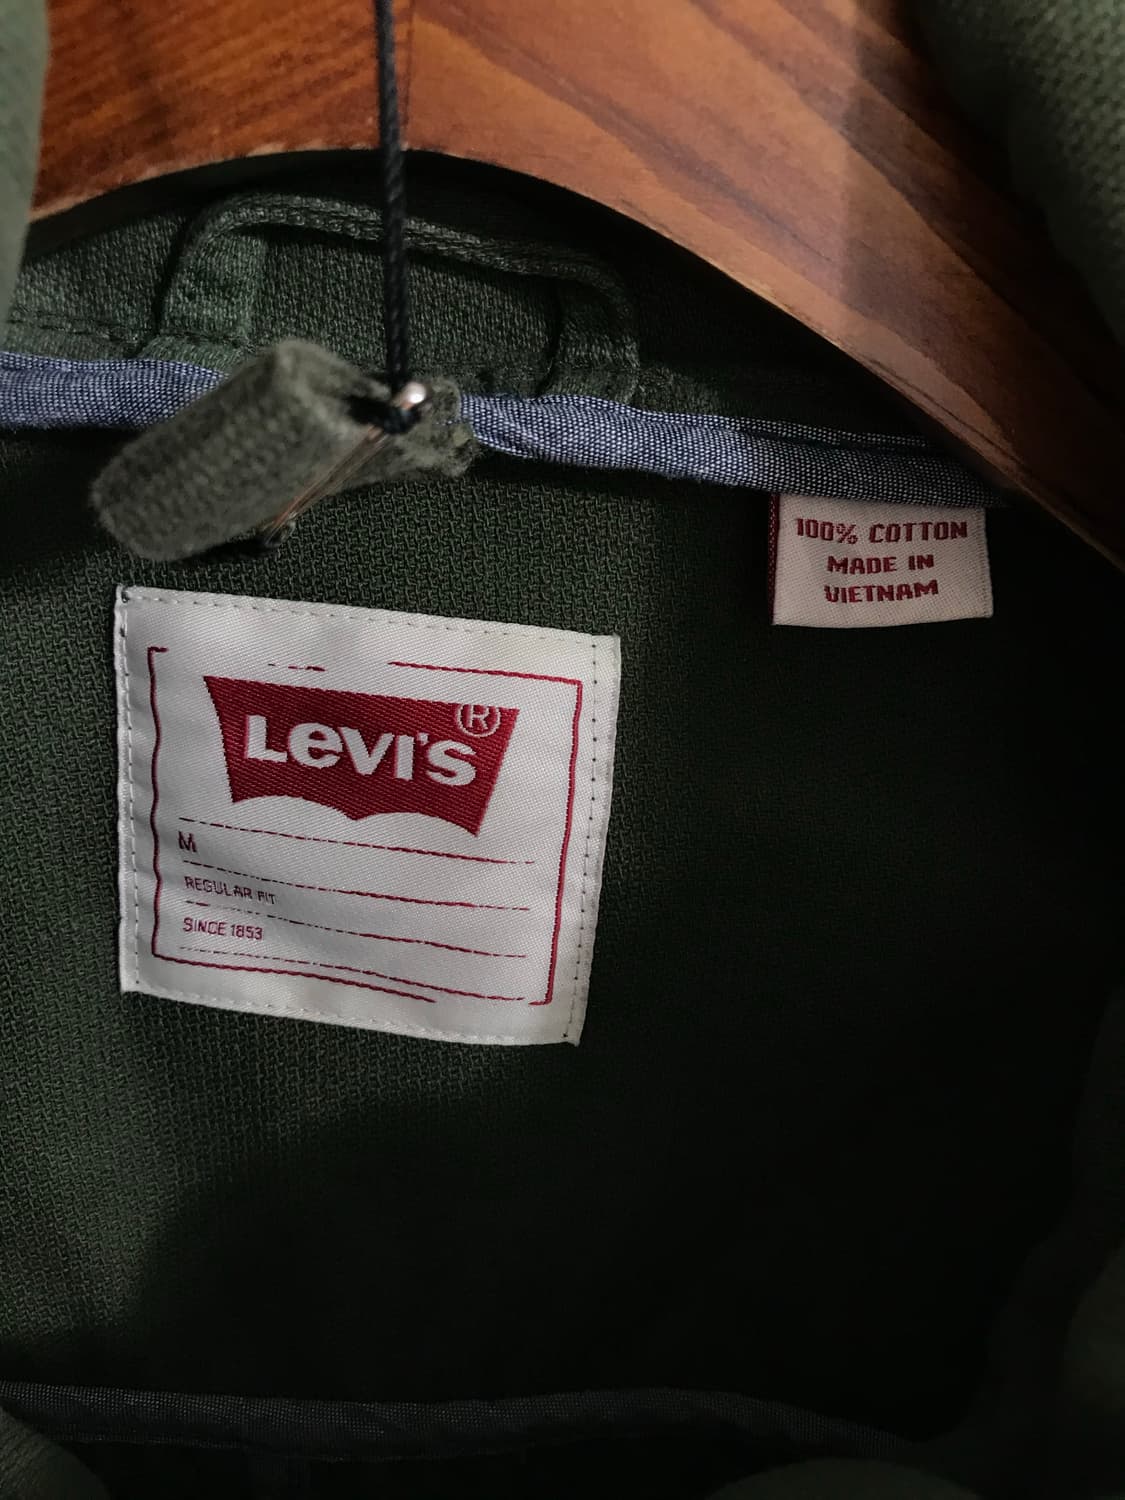 100% COTTON
MADE IN
VIETNAM
LEVI'S®
M
REGULAR FIT
SINCE 1853